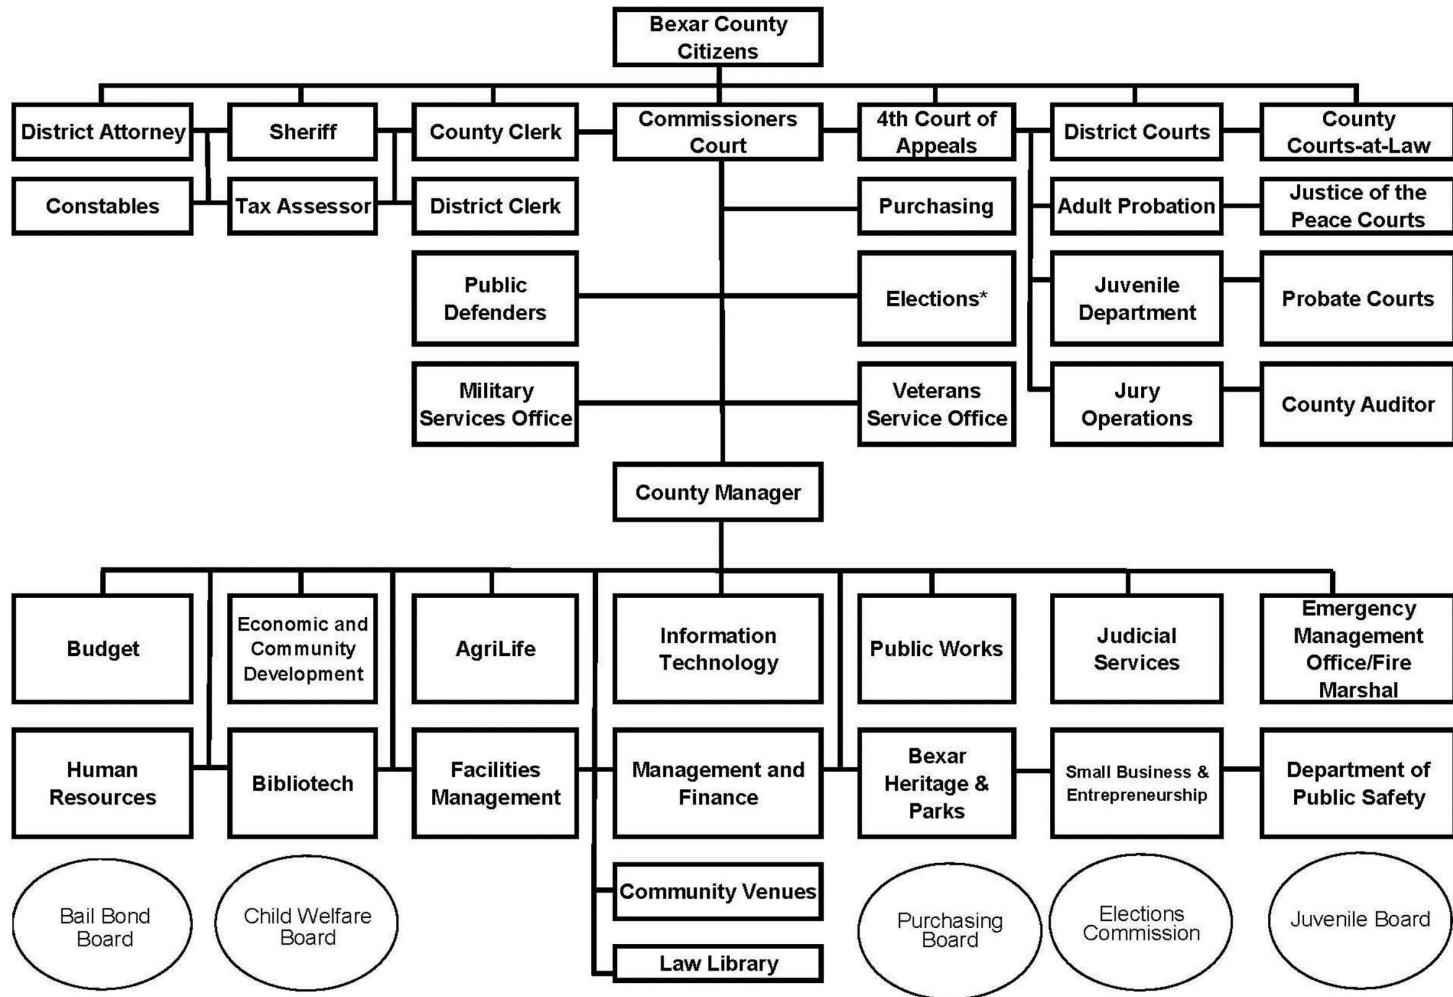 Bexar County
Citizens
District Attorney
Sheriff
County Clerk
Commissioners
Court
4th Court of
Appeals
District Courts
County
Courts-at-Law
Constables
Tax Assessor
District Clerk
Purchasing
Adult Probation
Justice of the
Peace Courts
Public
Defenders
Elections*
Juvenile
Department
Probate Courts
Military
Services Office
Veterans
Service Office
Jury
Operations
County Auditor
County Manager
Budget
Economic and
Community
Development
AgriLife
Information
Technology
Public Works
Judicial
Services
Emergency
Management
Office/Fire
Marshal
Human
Resources
Bibliotech
Facilities
Management
Management and
Finance
Bexar
Heritage &
Parks
Small Business &
Entrepreneurship
Department of
Public Safety
Bail Bond
Board
Child Welfare
Board
Community Venues
Purchasing
Board
Elections
Commission
Juvenile Board
Law Library